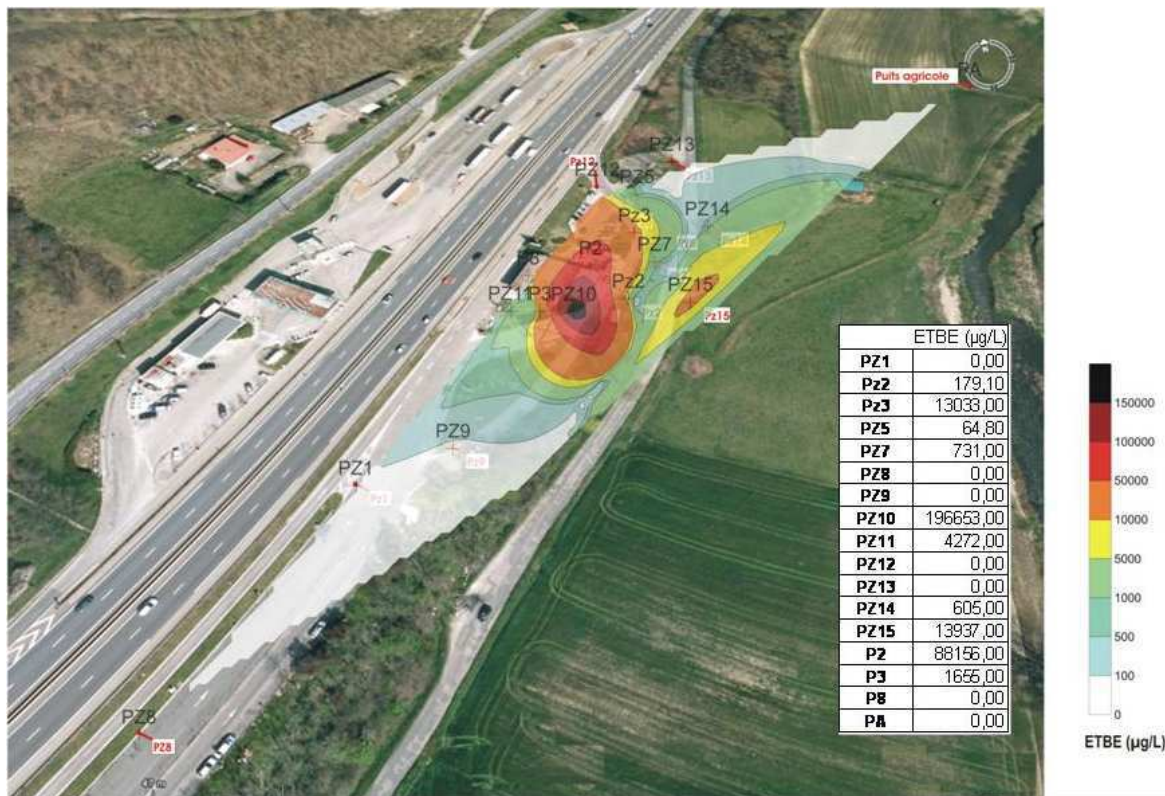 Puits agricole
PA
PZ13
Pz12
PZ12
PZ5
Pz3
PZ14
PZ7
P2
P8
Pz2
PZ15
PZ11
P3
PZ10
Pz15
PZ9
Pz9
PZ1
Pz1
PZ8
PZ8
ETBE (µg/L)
PZ1 0,00
Pz2 179,10
Pz3 13033,00
PZ5 64,80
PZ7 731,00
PZ8 0,00
PZ9 0,00
PZ10 196653,00
PZ11 4272,00
PZ12 0,00
PZ13 0,00
PZ14 605,00
PZ15 13937,00
P2 88156,00
P3 1655,00
P8 0,00
PA 0,00
150000
100000
50000
10000
5000
1000
500
100
0
ETBE (µg/L)